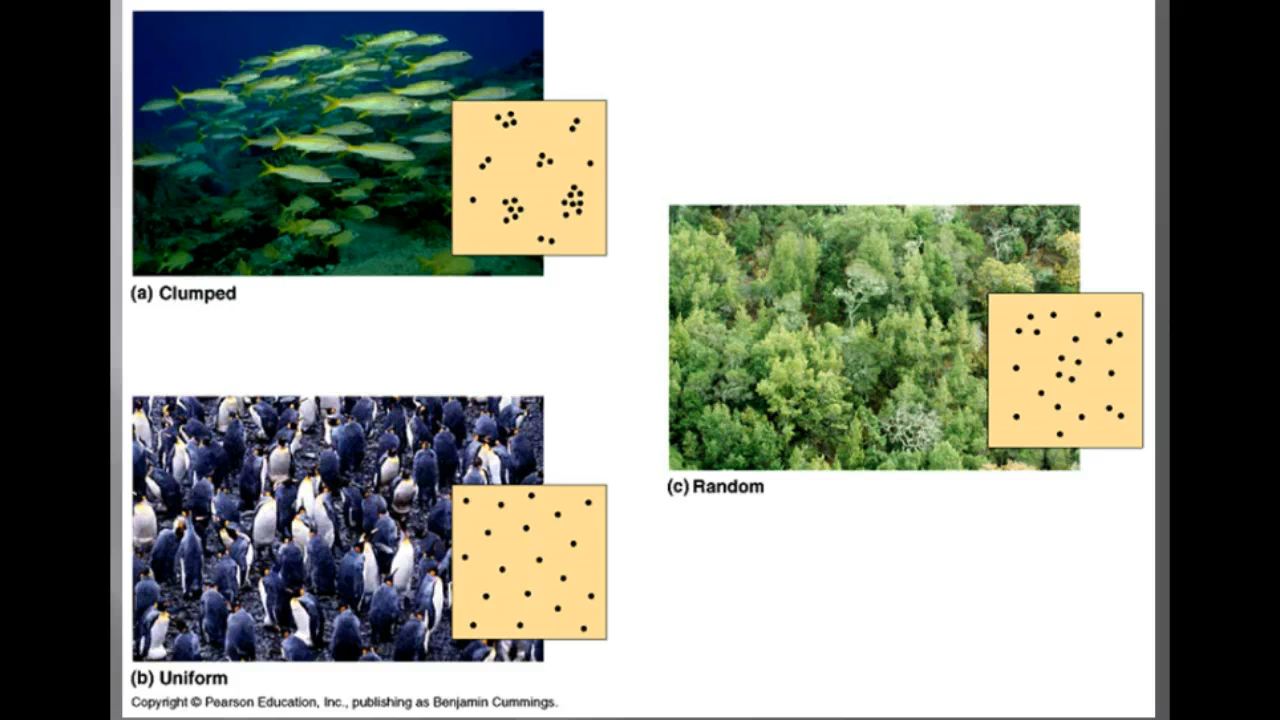 (a) Clumped
(c) Random
(b) Uniform
Copyright © Pearson Education, Inc., publishing as Benjamin Cummings.